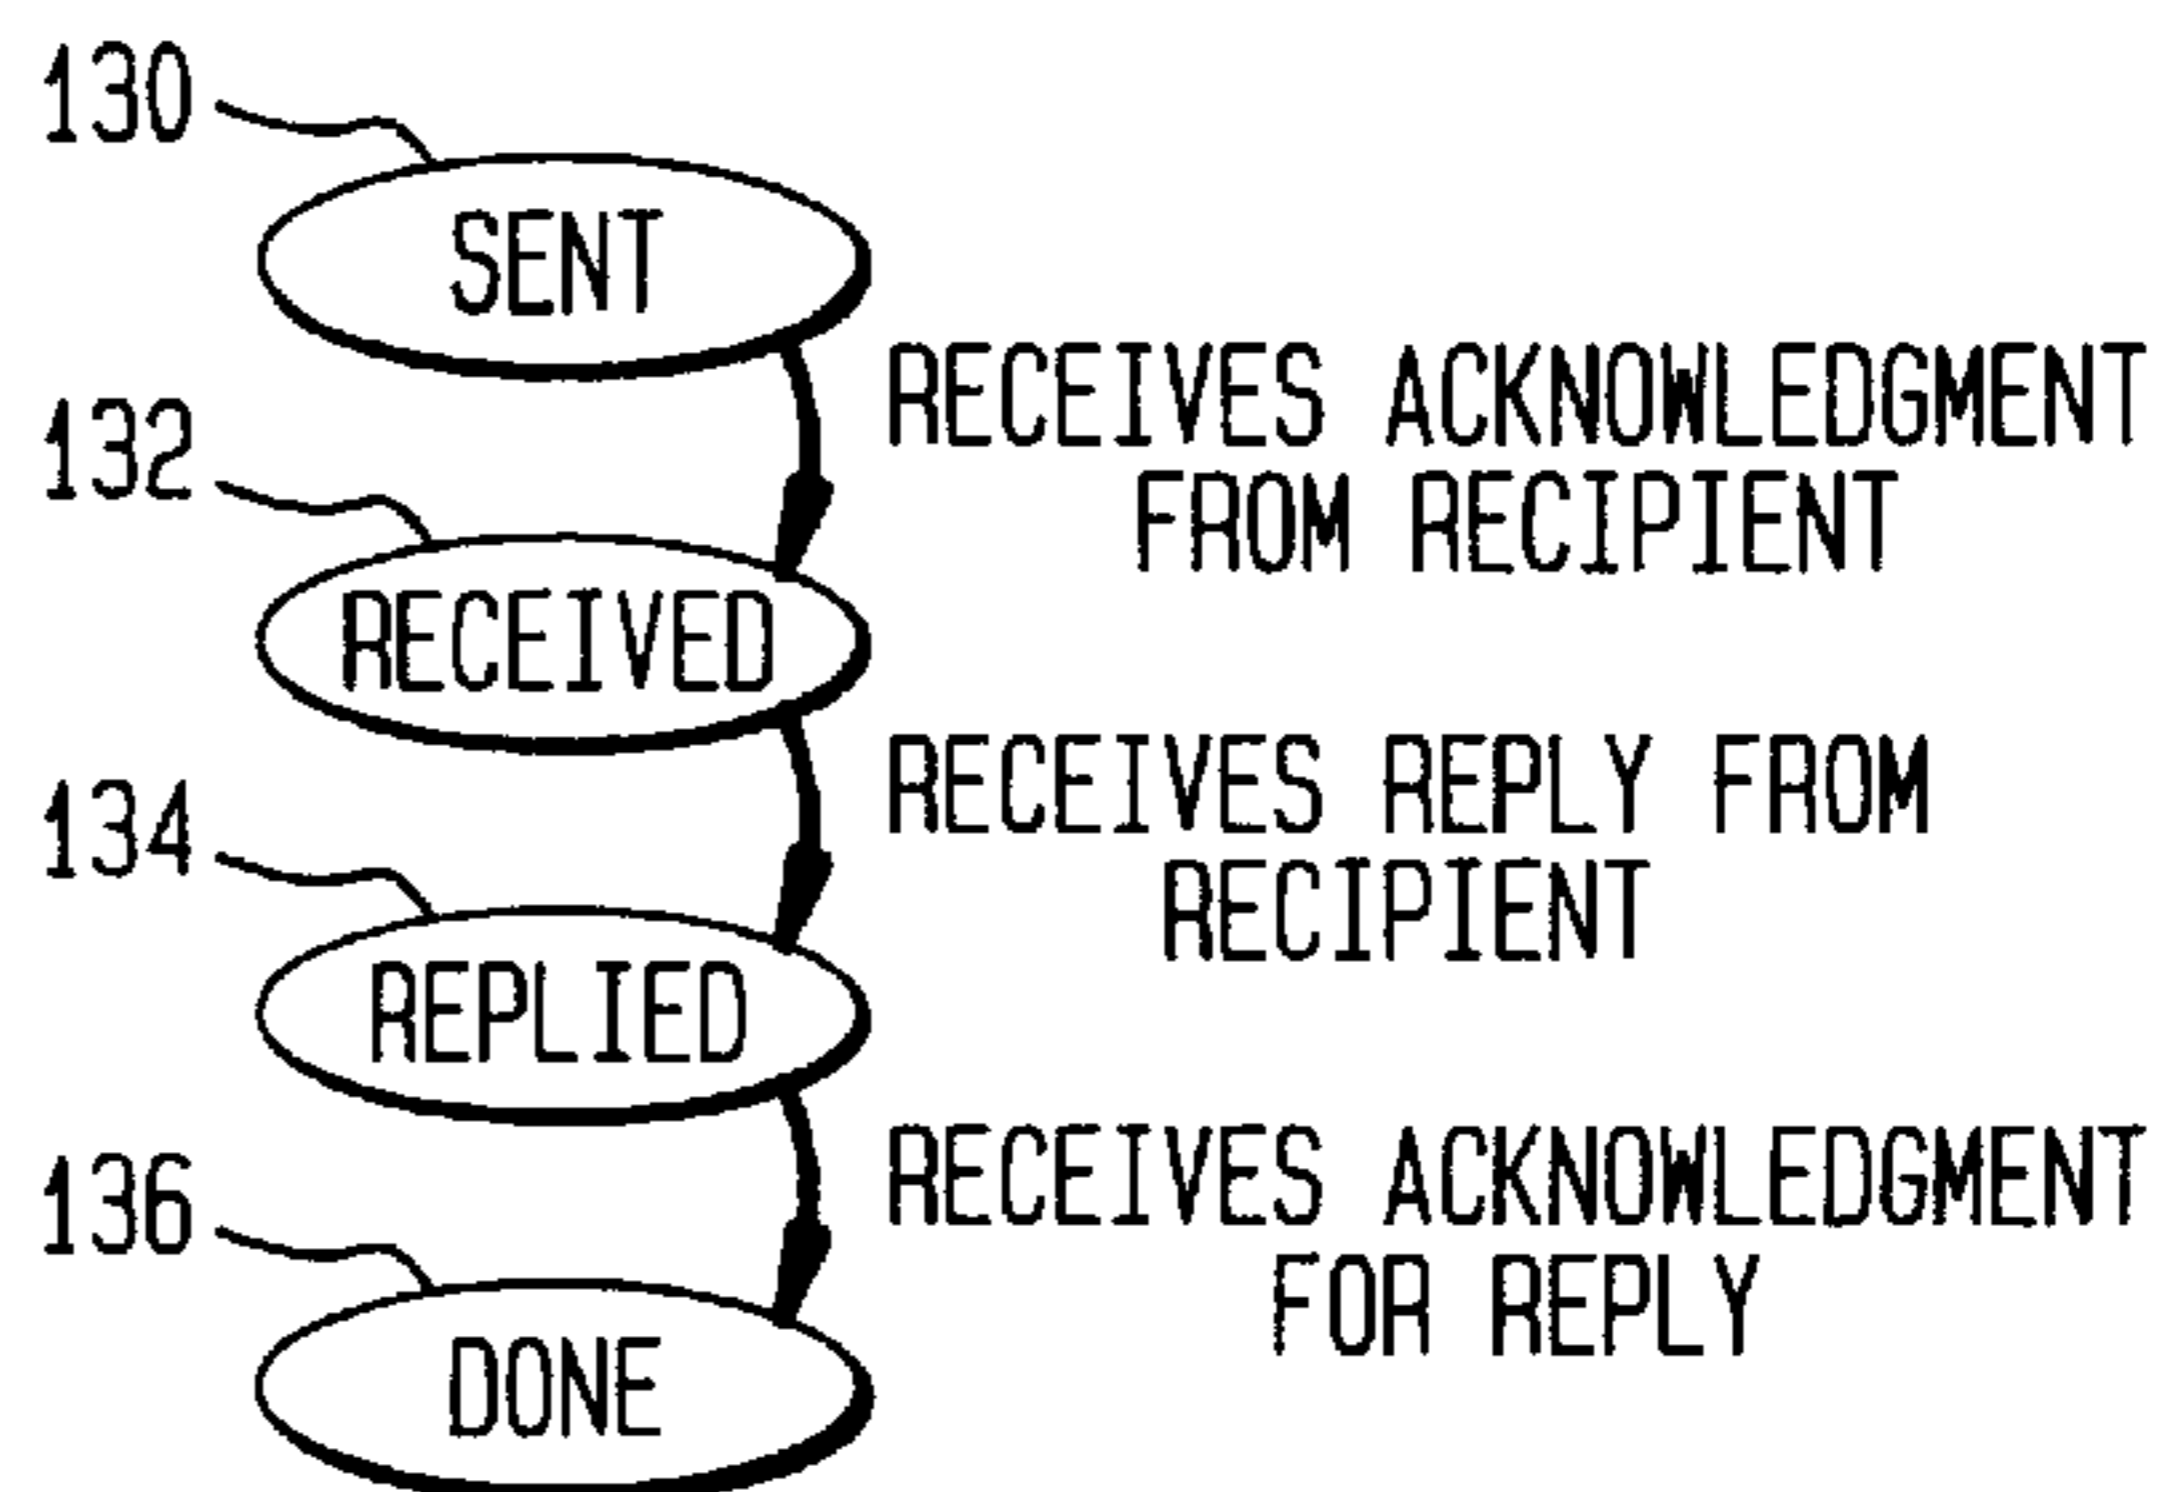 130
SENT
RECEIVES ACKNOWLEDGMENT
FROM RECIPIENT
132
RECEIVED
RECEIVES REPLY FROM
RECIPIENT
134
REPLIED
RECEIVES ACKNOWLEDGMENT
FOR REPLY
136
DONE